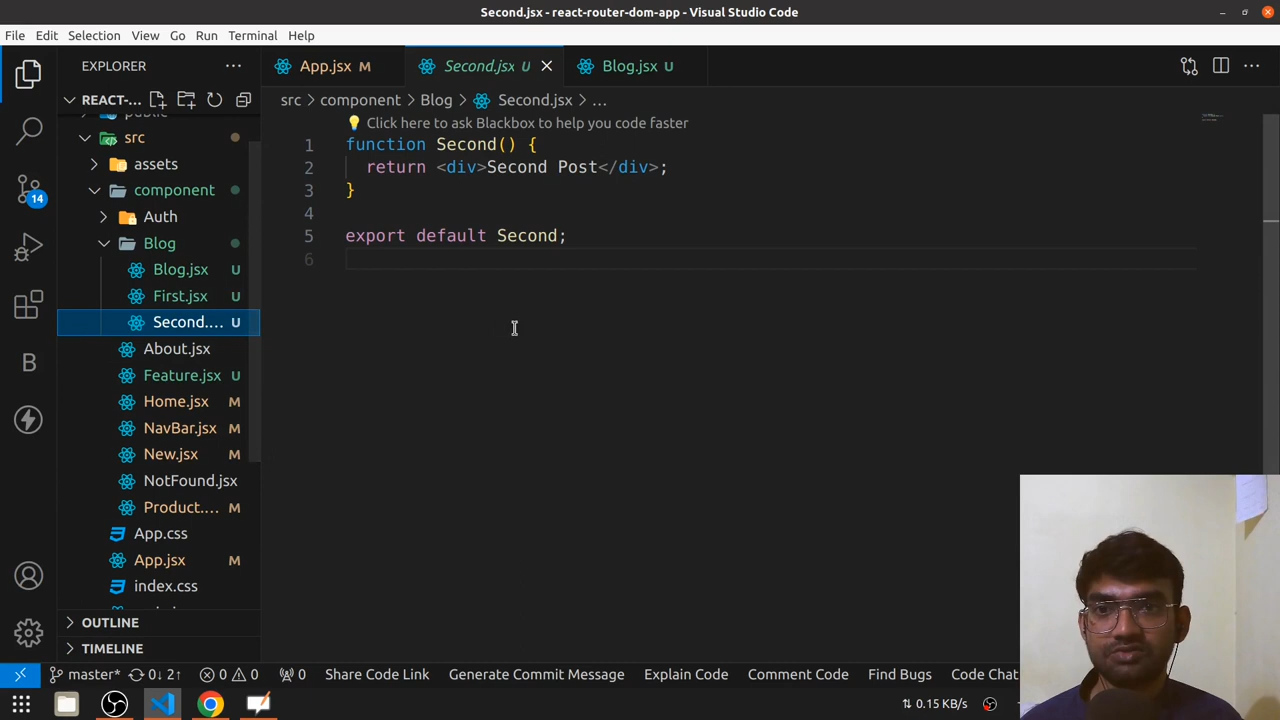 Second.jsx - react-router-dom-app - Visual Studio Code
File Edit Selection View Go Run Terminal Help
EXPLORER
REACT-...
public
src
assets
component
Auth
Blog
Blog.jsx U
First.jsx U
Second.... U
About.jsx
Feature.jsx U
Home.jsx M
NavBar.jsx M
New.jsx M
NotFound.jsx
Product.... M
App.css
App.jsx M
index.css
OUTLINE
TIMELINE
14
B
App.jsx M Second.jsx U Blog.jsx U
src > component > Blog > Second.jsx > ...
Click here to ask Blackbox to help you code faster
1 function Second() {
2 return <div>Second Post</div>;
3 }
4
5 export default Second;
6
master* 0↓ 2↑ 0 0 0 Share Code Link Generate Commit Message Explain Code Comment Code Find Bugs Code Chat
0.15 KB/s